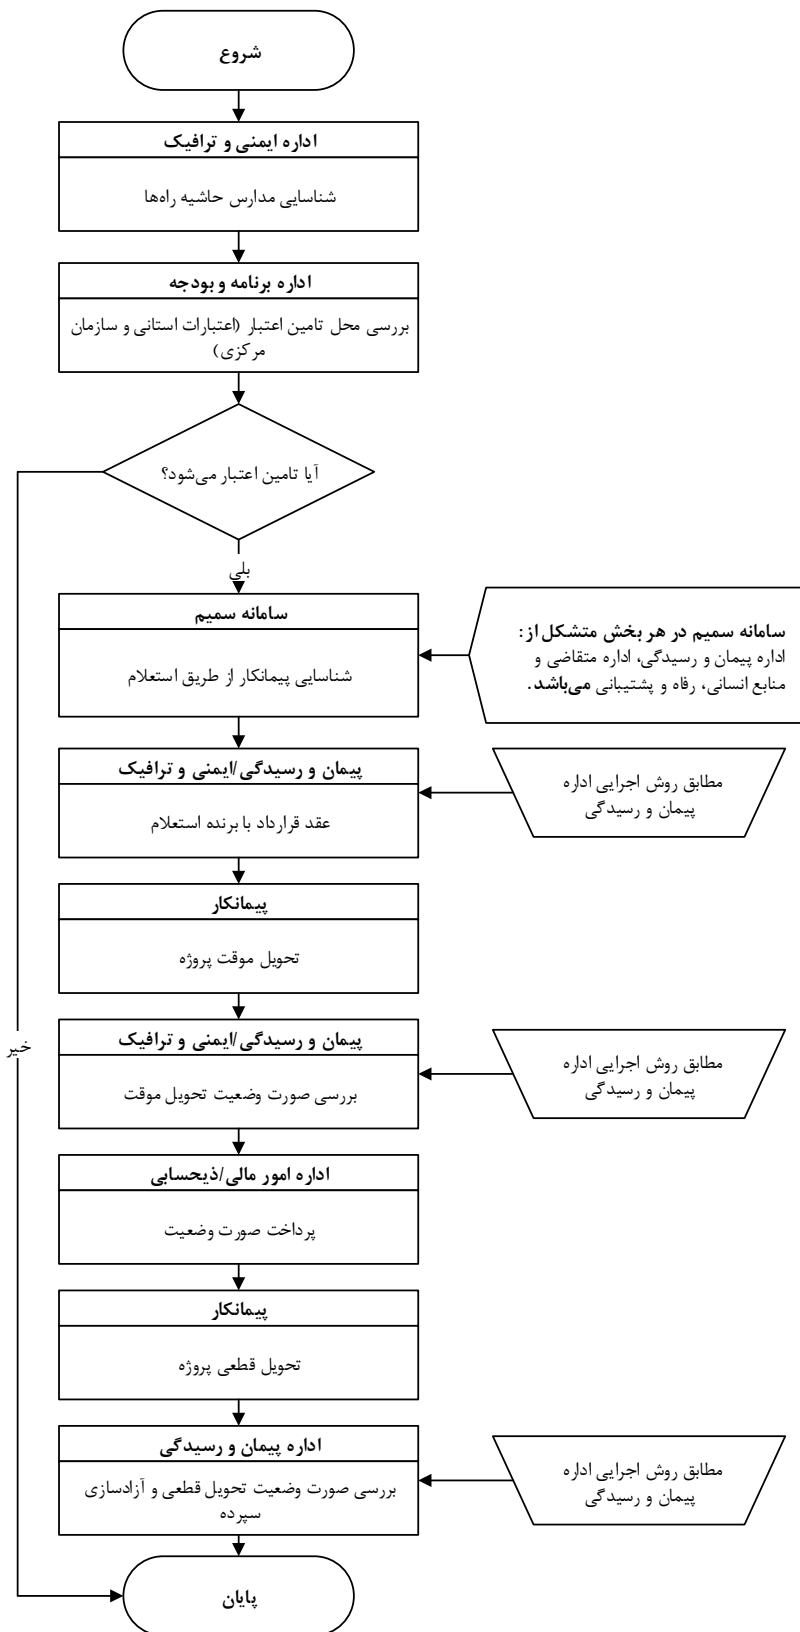 شروع
اداره ایمنی و ترافیک
شناسایی مدارس حاشیه راه‌ها
اداره برنامه و بودجه
بررسی محل تامین اعتبار (اعتبارات استانی و سازمان
مرکزی)
آیا تامین اعتبار می‌شود؟
بلی
سامانه سمیم
شناسایی پیمانکار از طریق استعلام
سامانه سمیم در هر بخش متشکل از:
اداره پیمان و رسیدگی، اداره متقاضی و
منابع انسانی، رفاه و پشتیبانی می‌باشد.
پیمان و رسیدگی/ایمنی و ترافیک
عقد قرارداد با برنده استعلام
مطابق روش اجرایی اداره
پیمان و رسیدگی
پیمانکار
تحویل موقت پروژه
پیمان و رسیدگی/ایمنی و ترافیک
بررسی صورت وضعیت تحویل موقت
مطابق روش اجرایی اداره
پیمان و رسیدگی
خیر
اداره امور مالی/ذیحسابی
پرداخت صورت وضعیت
پیمانکار
تحویل قطعی پروژه
اداره پیمان و رسیدگی
بررسی صورت وضعیت تحویل قطعی و آزادسازی
سپرده
مطابق روش اجرایی اداره
پیمان و رسیدگی
پایان